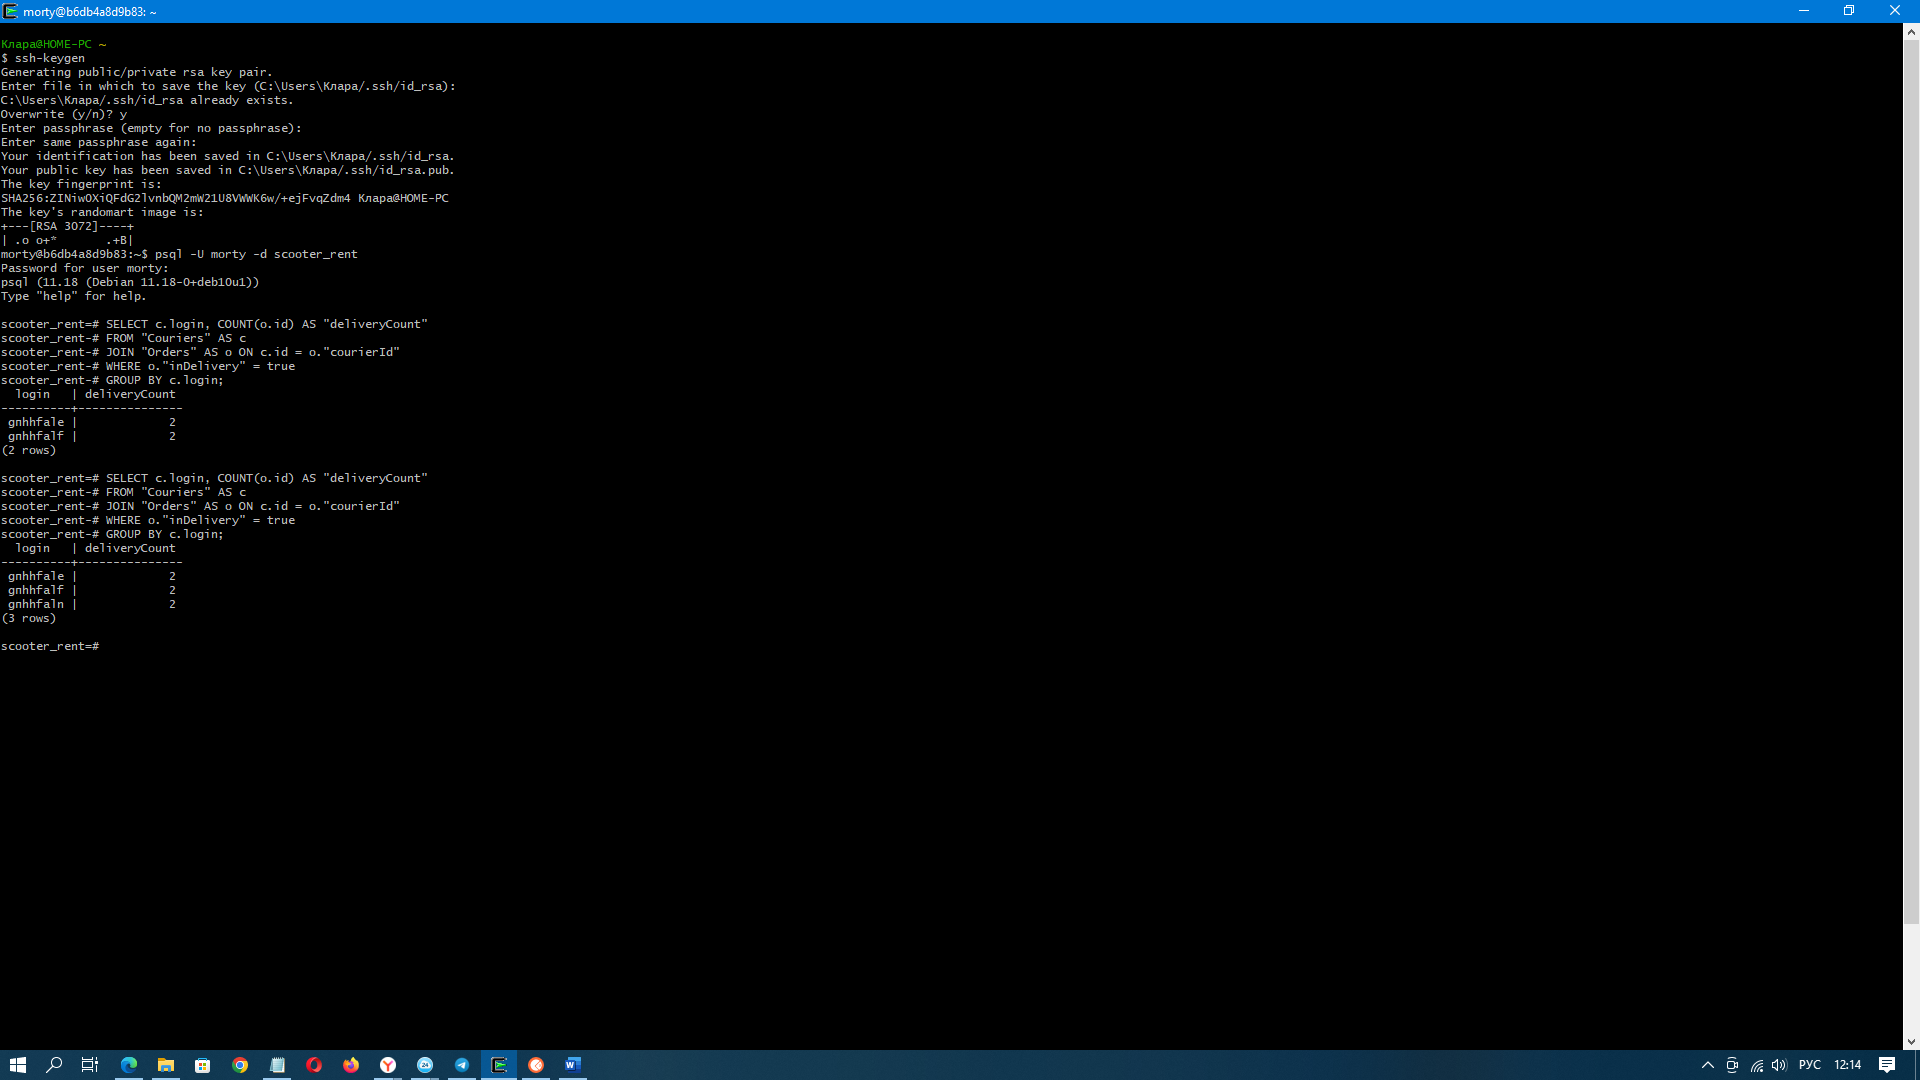 morty@b6db4a8d9b83: ~
Клара@HOME-PC ~
$ ssh-keygen
Generating public/private rsa key pair.
Enter file in which to save the key (C:\Users\Клара/.ssh/id_rsa):
C:\Users\Клара/.ssh/id_rsa already exists.
Overwrite (y/n)? y
Enter passphrase (empty for no passphrase):
Enter same passphrase again:
Your identification has been saved in C:\Users\Клара/.ssh/id_rsa.
Your public key has been saved in C:\Users\Клара/.ssh/id_rsa.pub.
The key fingerprint is:
SHA256:ZINiwOXiQFdG2lvnbQM2mW21U8VWWK6w/+ejFvqZdm4 Клара@HOME-PC
The key's randomart image is:
+---[RSA 3072]----+
| .o o+*       .+B|
morty@b6db4a8d9b83:~$ psql -U morty -d scooter_rent
Password for user morty:
psql (11.18 (Debian 11.18-0+deb10u1))
Type "help" for help.
scooter_rent=# SELECT c.login, COUNT(o.id) AS "deliveryCount"
scooter_rent-# FROM "Couriers" AS c
scooter_rent-# JOIN "Orders" AS o ON c.id = o."courierId"
scooter_rent-# WHERE o."inDelivery" = true
scooter_rent-# GROUP BY c.login;
  login   | deliveryCount
----------+---------------
 gnhhfale |             2
 gnhhfalf |             2
(2 rows)
scooter_rent=# SELECT c.login, COUNT(o.id) AS "deliveryCount"
scooter_rent-# FROM "Couriers" AS c
scooter_rent-# JOIN "Orders" AS o ON c.id = o."courierId"
scooter_rent-# WHERE o."inDelivery" = true
scooter_rent-# GROUP BY c.login;
  login   | deliveryCount
----------+---------------
 gnhhfale |             2
 gnhhfalf |             2
 gnhhfaln |             2
(3 rows)
scooter_rent=#
24
W
РУС 12:14